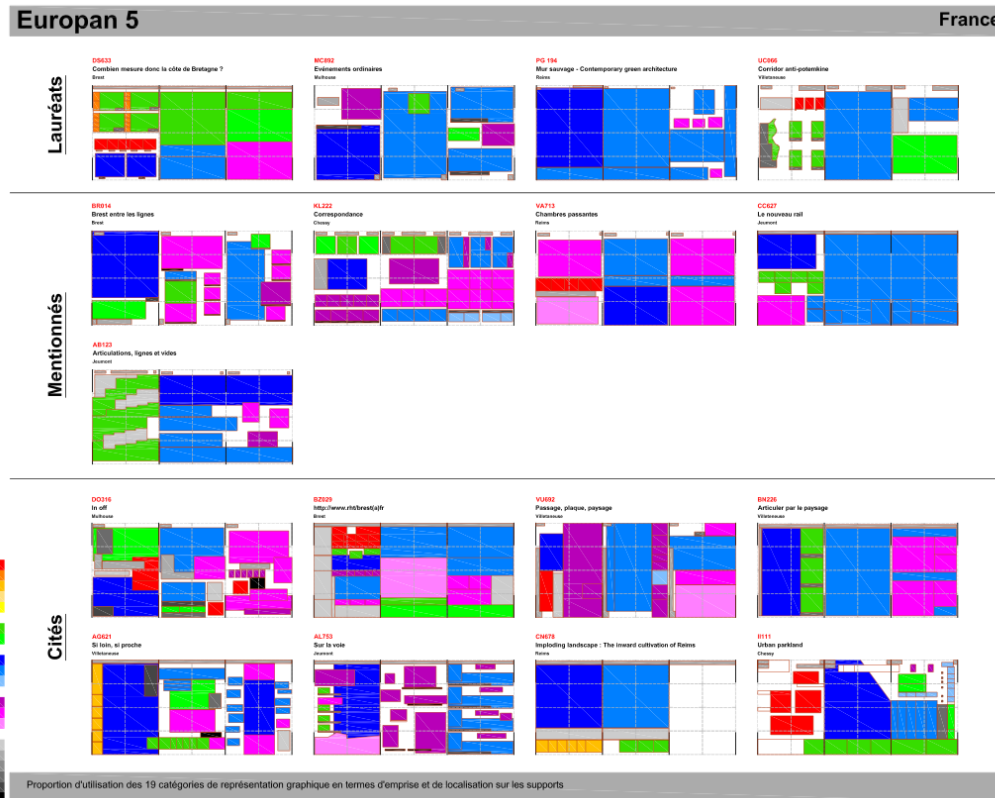 Europan 5
France
Lauréats
DS633
Combien mesure donc la côte de Bretagne ?
Brest
MC892
Evénements ordinaires
Mulhouse
PG 194
Mur sauvage - Contemporary green architecture
Reims
UC066
Corridor anti-potemkine
Villetaneuse
Mentionnés
BR014
Brest entre les lignes
Brest
KL222
Correspondance
Chessy
VA713
Chambres passantes
Reims
CC627
Le nouveau rail
Jeumont
AB123
Articulations, lignes et vides
Jeumont
Cités
DO316
In off
Mulhouse
BZ029
http://www.rht/brest(a)fr
Brest
VU692
Passage, plaque, paysage
Villetaneuse
BN226
Articuler par le paysage
Villetaneuse
AG621
Si loin, si proche
Villetaneuse
AL753
Sur la voie
Jeumont
CN678
Imploding landscape : The inward cultivation of Reims
Reims
II111
Urban parkland
Chessy
Proportion d'utilisation des 19 catégories de représentation graphique en termes d'emprise et de localisation sur les supports